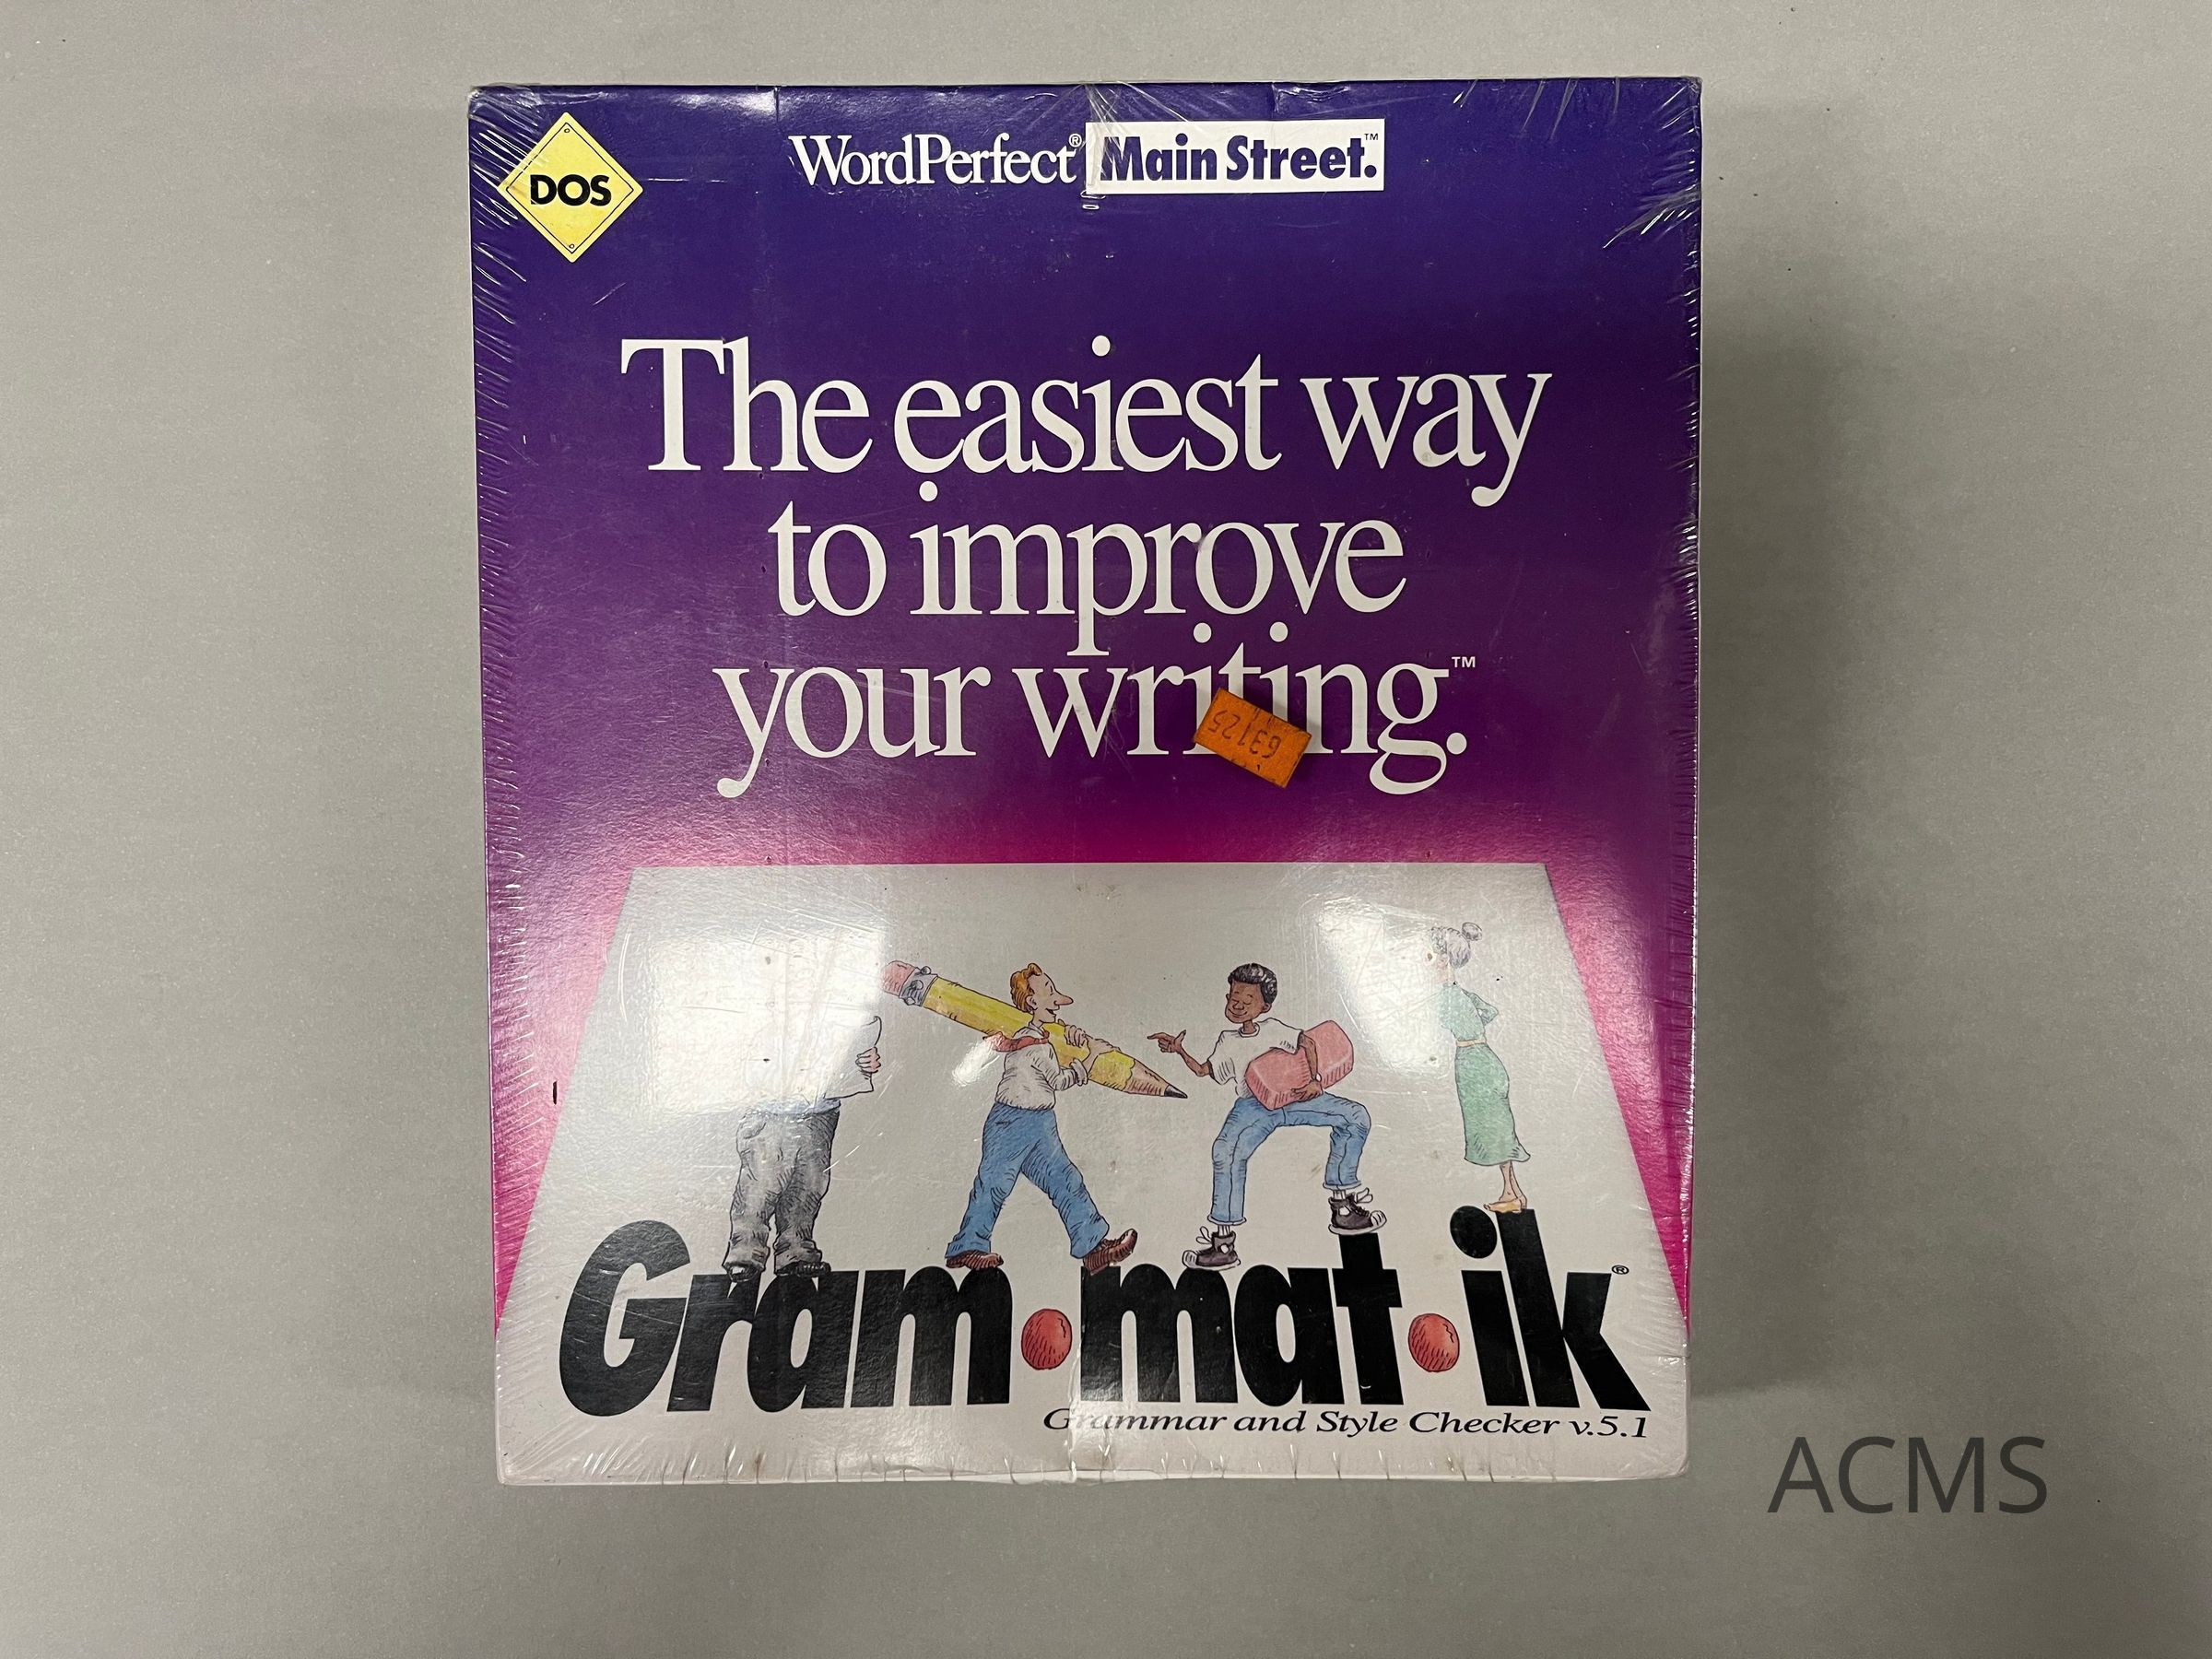 DOS
WordPerfect® Main Street.™
The easiest way
to improve
your writing.™
63125
Gram•mat•ik®
Grammar and Style Checker v.5.1
ACMS